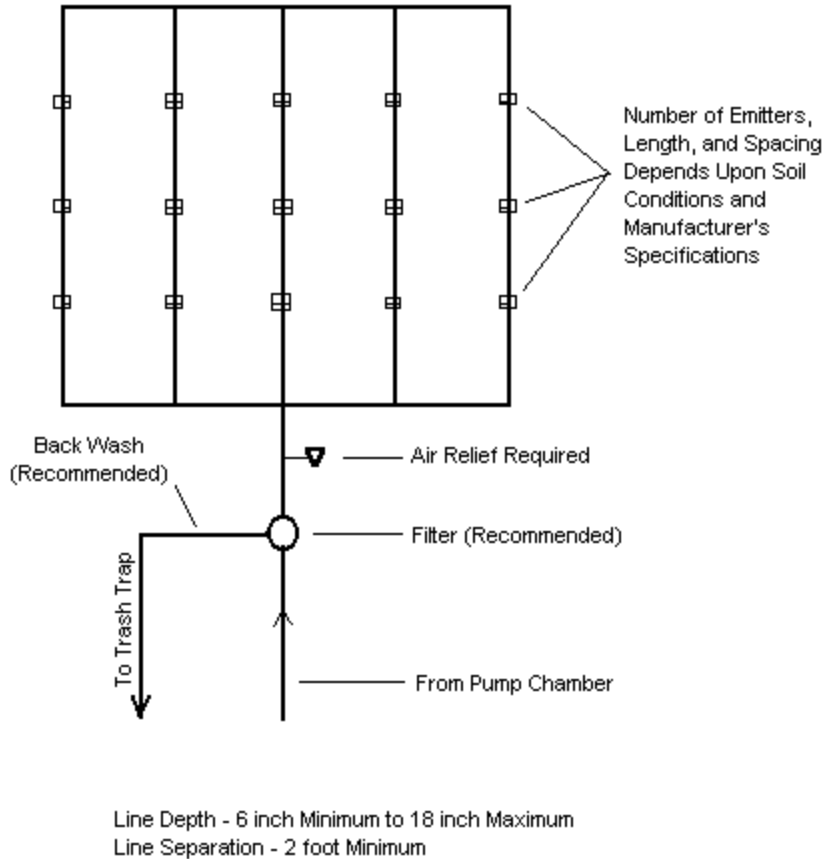 Number of Emitters,
Length, and Spacing
Depends Upon Soil
Conditions and
Manufacturer's
Specifications
Back Wash
(Recommended)
Air Relief Required
Filter (Recommended)
To Trash Trap
From Pump Chamber
Line Depth - 6 inch Minimum to 18 inch Maximum
Line Separation - 2 foot Minimum